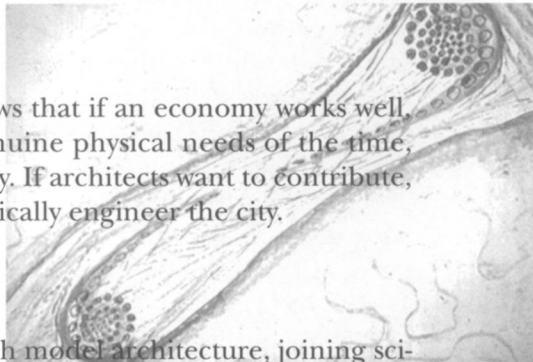 ws that if an economy works well,
nuine physical needs of the time,
y. If architects want to contribute,
ically engineer the city.
h model architecture, joining sci-